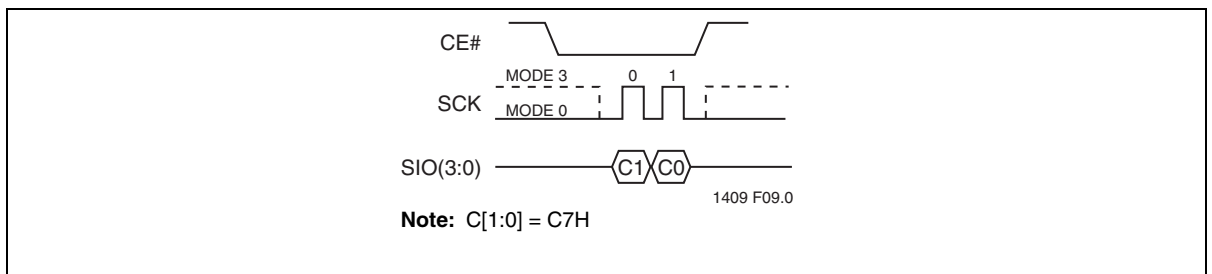 CE#
MODE 3 0 1
SCK
MODE 0
SIO(3:0) C1 C0
1409 F09.0
Note: C[1:0] = C7H